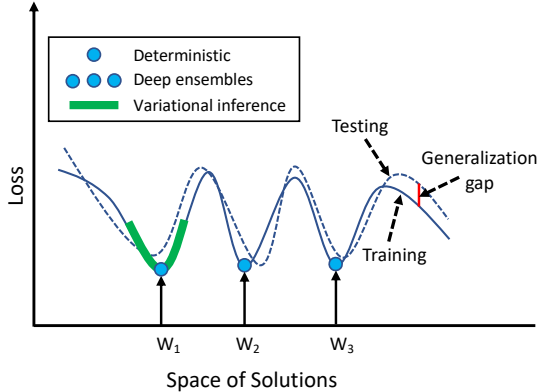 Deterministic
Deep ensembles
Variational inference
Testing
Generalization
gap
Training
Loss
W₁
W₂
W₃
Space of Solutions